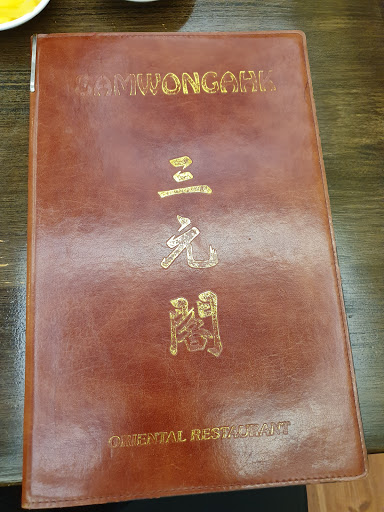 SAMWONGAHK
三
元
閣
ORIENTAL RESTAURANT